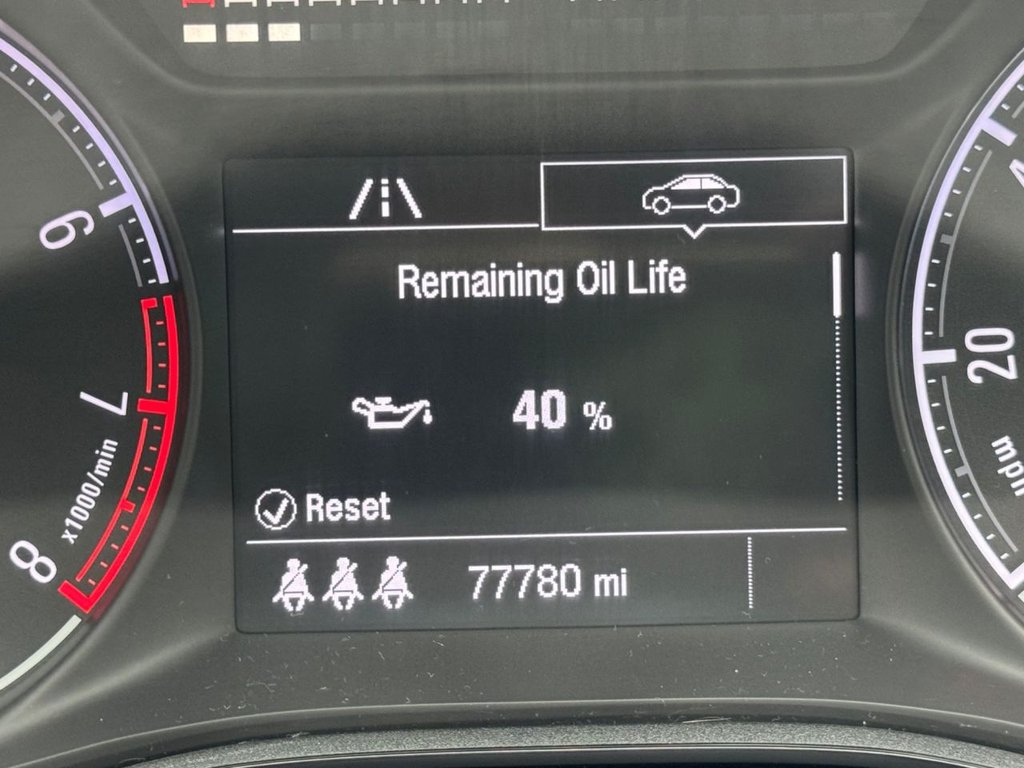 Remaining Oil Life
40 %
Reset
77780 mi
6
7
8
x1000/min
20
mph